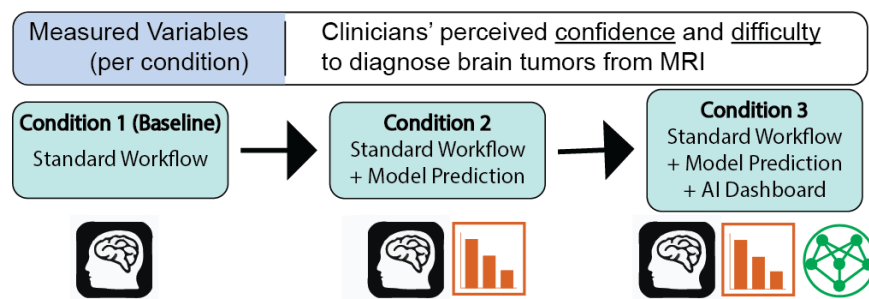 Measured Variables
(per condition)
Clinicians' perceived confidence and difficulty
to diagnose brain tumors from MRI
Condition 1 (Baseline)
Standard Workflow
Condition 2
Standard Workflow
+ Model Prediction
Condition 3
Standard Workflow
+ Model Prediction
+ AI Dashboard